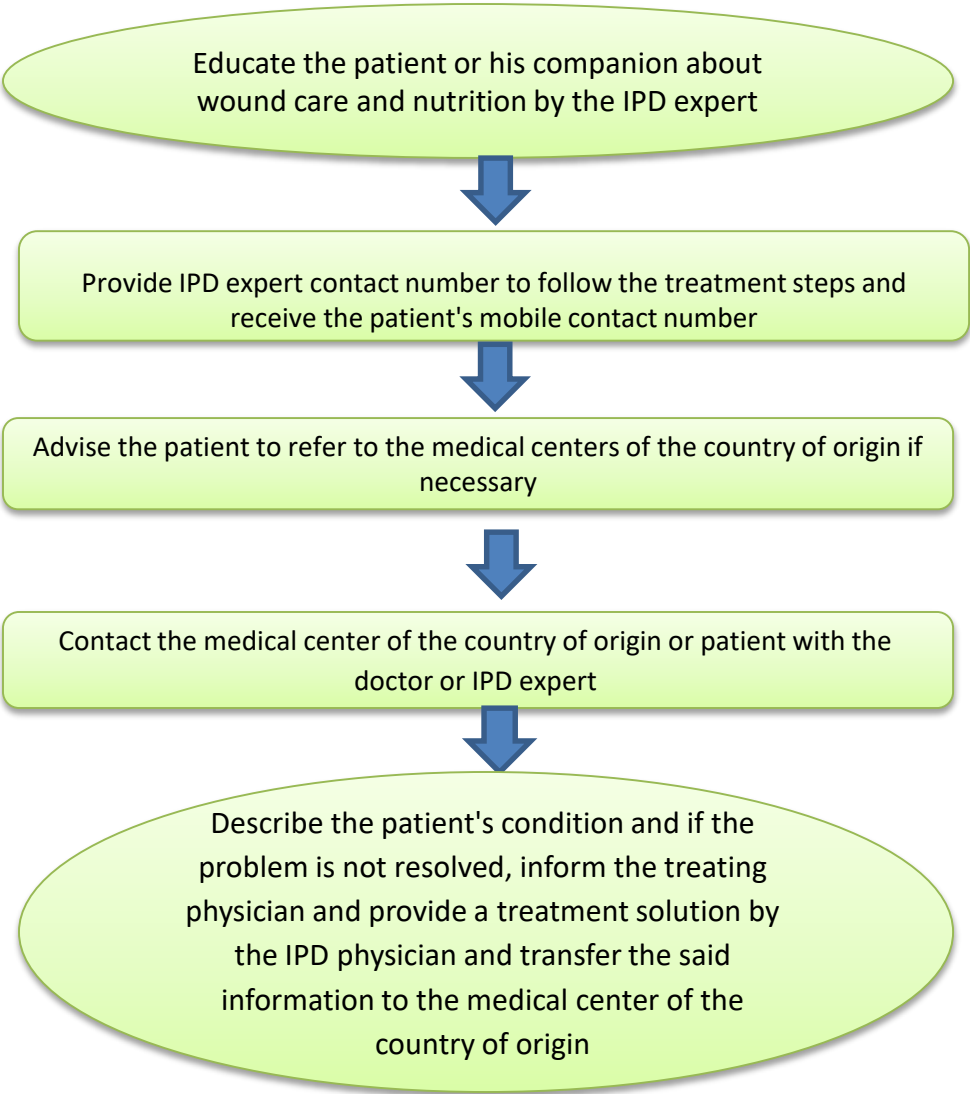 Educate the patient or his companion about
wound care and nutrition by the IPD expert
Provide IPD expert contact number to follow the treatment steps and
receive the patient's mobile contact number
Advise the patient to refer to the medical centers of the country of origin if
necessary
Contact the medical center of the country of origin or patient with the
doctor or IPD expert
Describe the patient's condition and if the
problem is not resolved, inform the treating
physician and provide a treatment solution by
the IPD physician and transfer the said
information to the medical center of the
country of origin